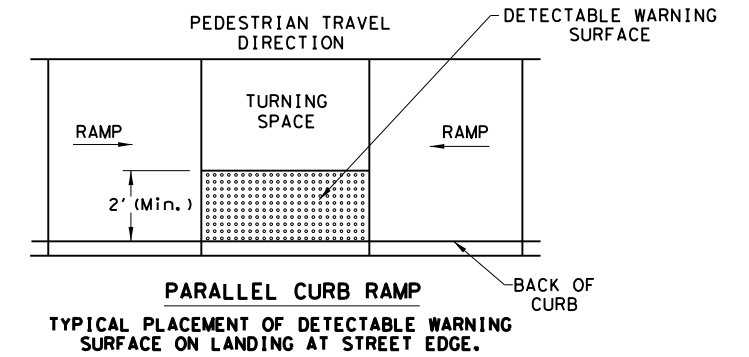 PEDESTRIAN TRAVEL
DIRECTION
DETECTABLE WARNING
SURFACE
TURNING
SPACE
RAMP
RAMP
2' (Min.)
BACK OF
CURB
PARALLEL CURB RAMP
TYPICAL PLACEMENT OF DETECTABLE WARNING
SURFACE ON LANDING AT STREET EDGE.